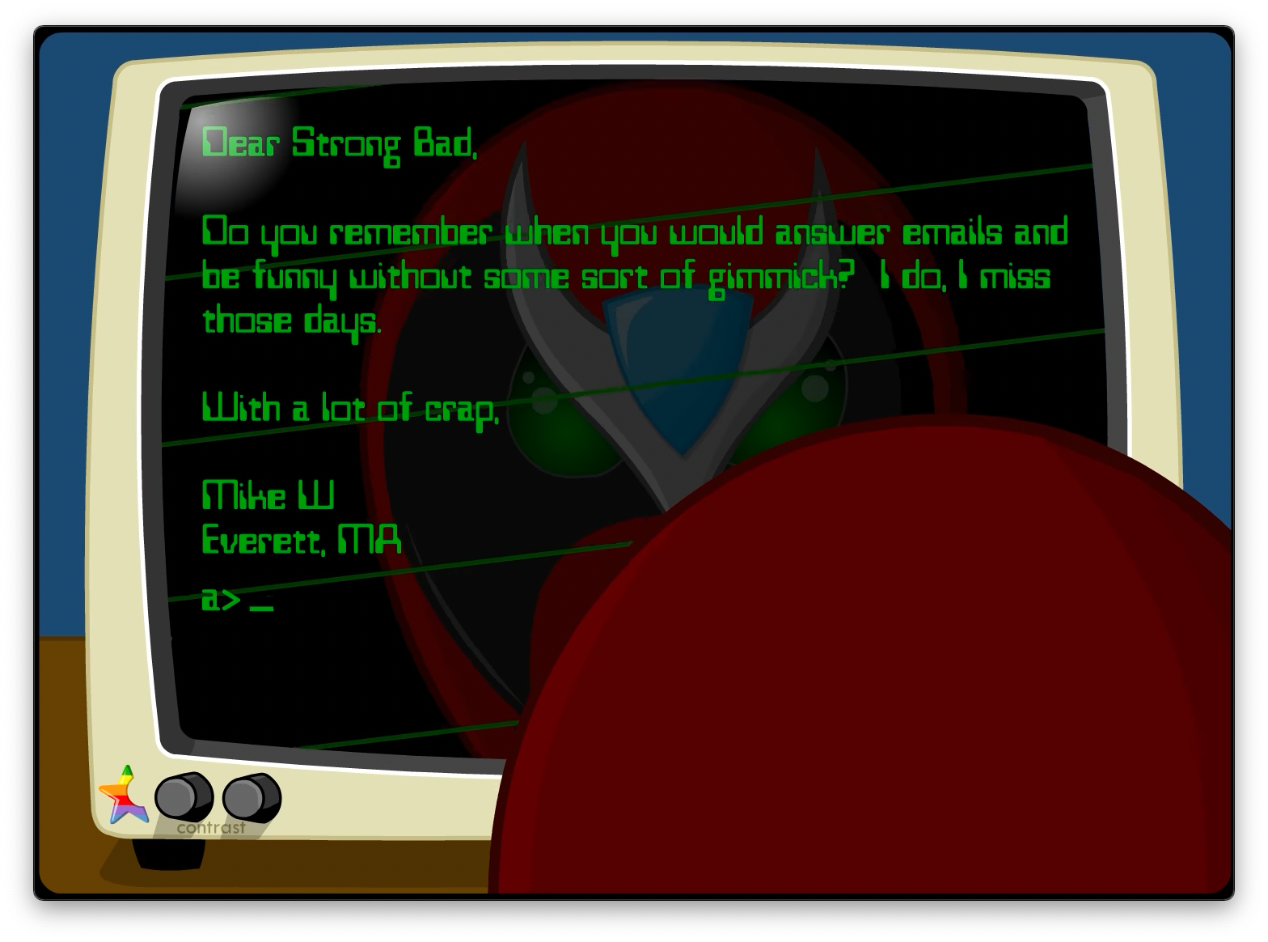 Dear Strong Bad,
Do you remember when you would answer emails and
be funny without some sort of gimmick?  I do, I miss
those days.
With a lot of crap,
Mike W
Everett, MA
a> _
contrast